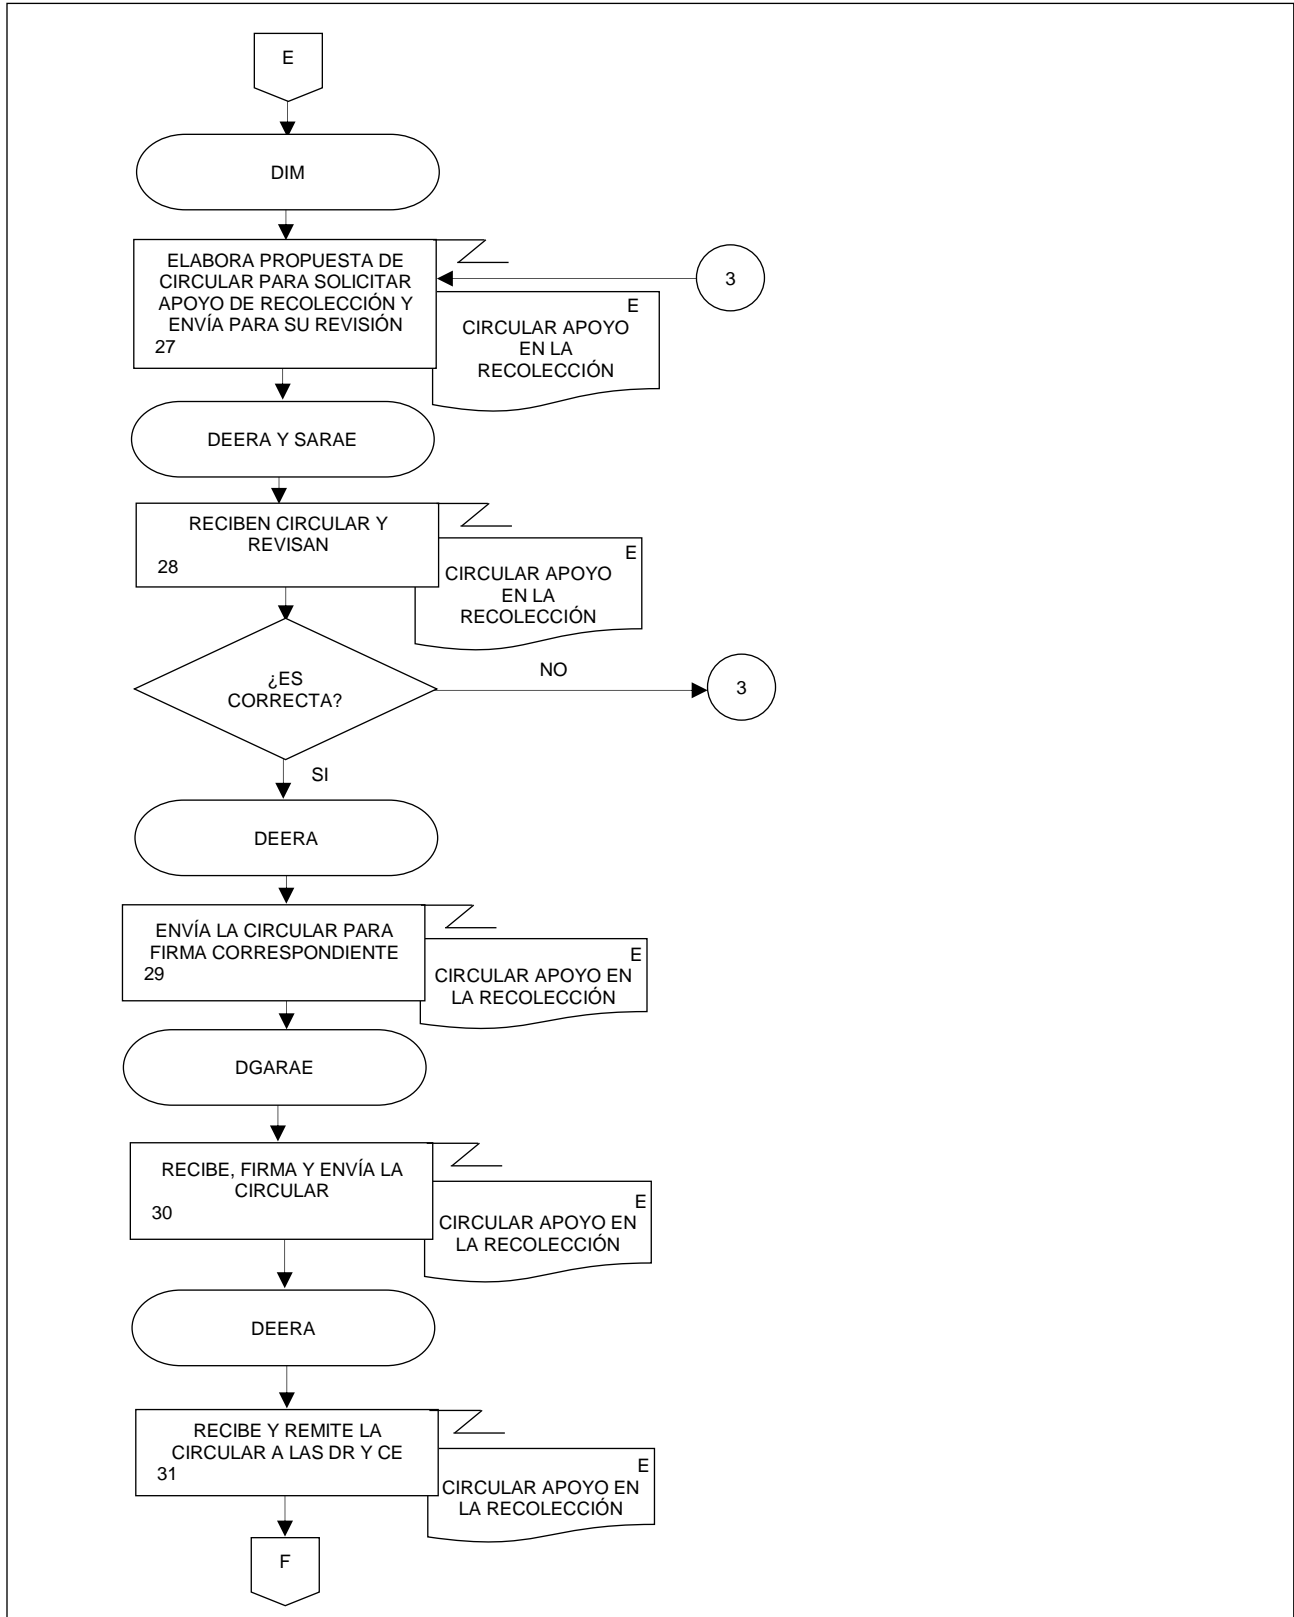 E
DIM
ELABORA PROPUESTA DE
CIRCULAR PARA SOLICITAR
APOYO DE RECOLECCIÓN Y
ENVÍA PARA SU REVISIÓN
27
3
E
CIRCULAR APOYO
EN LA
RECOLECCIÓN
DEERA Y SARAE
RECIBEN CIRCULAR Y
REVISAN
28
E
CIRCULAR APOYO
EN LA
RECOLECCIÓN
¿ES
CORRECTA?
NO
3
SI
DEERA
ENVÍA LA CIRCULAR PARA
FIRMA CORRESPONDIENTE
29
E
CIRCULAR APOYO EN
LA RECOLECCIÓN
DGARAE
RECIBE, FIRMA Y ENVÍA LA
CIRCULAR
30
E
CIRCULAR APOYO EN
LA RECOLECCIÓN
DEERA
RECIBE Y REMITE LA
CIRCULAR A LAS DR Y CE
31
E
CIRCULAR APOYO EN
LA RECOLECCIÓN
F